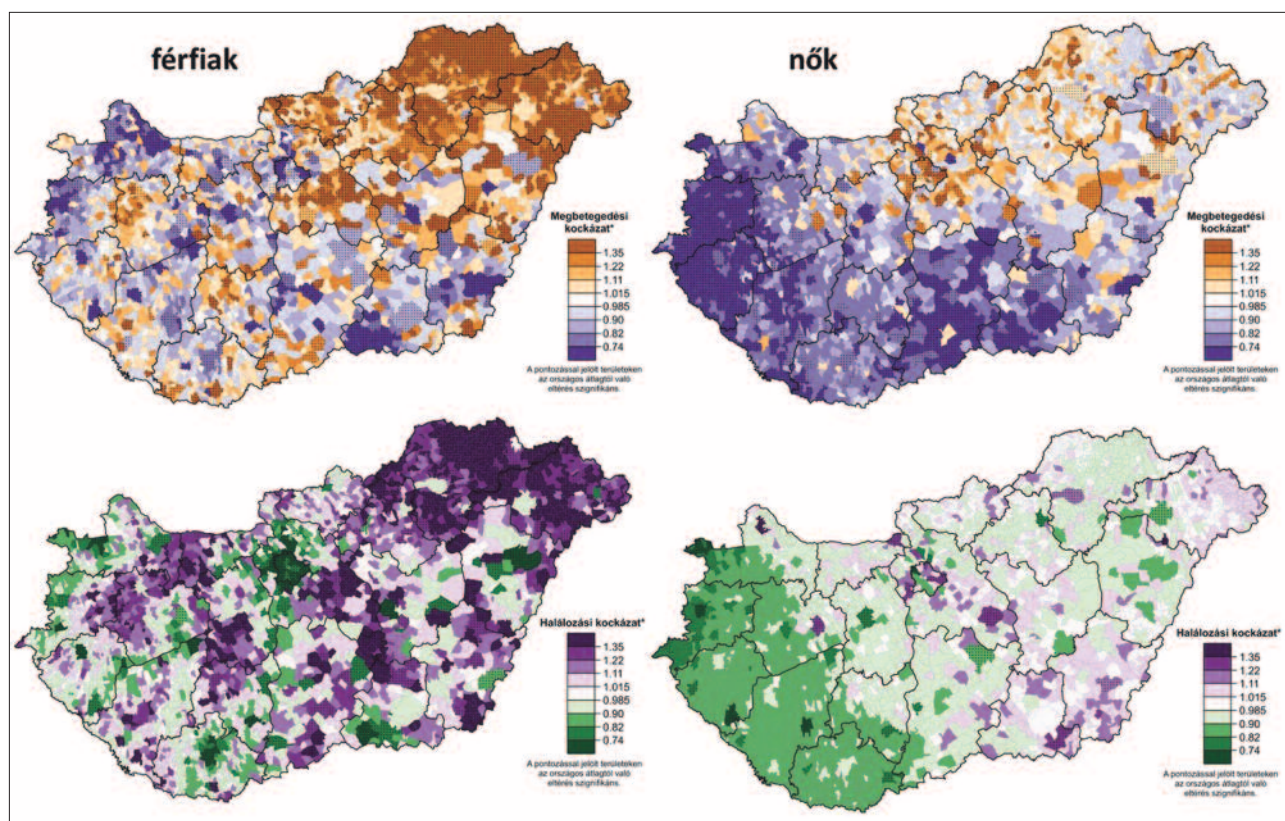 férfiak
nők
Megbetegedési
kockázat*
1.35
1.22
1.11
1.015
0.985
0.90
0.82
0.74
A pontozással jelölt területeken
az országos átlagtól való
eltérés szignifikáns.
Megbetegedési
kockázat*
1.35
1.22
1.11
1.015
0.985
0.90
0.82
0.74
A pontozással jelölt területeken
az országos átlagtól való
eltérés szignifikáns.
Halálozási kockázat*
1.35
1.22
1.11
1.015
0.985
0.90
0.82
0.74
A pontozással jelölt területeken
az országos átlagtól való
eltérés szignifikáns.
Halálozási kockázat*
1.35
1.22
1.11
1.015
0.985
0.90
0.82
0.74
A pontozással jelölt területeken
az országos átlagtól való
eltérés szignifikáns.